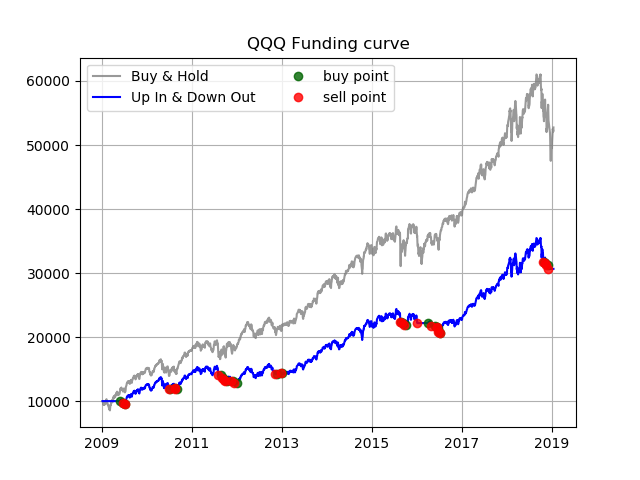 QQQ Funding curve
Buy & Hold
Up In & Down Out
buy point
sell point
60000
50000
40000
30000
20000
10000
2009 2011 2013 2015 2017 2019